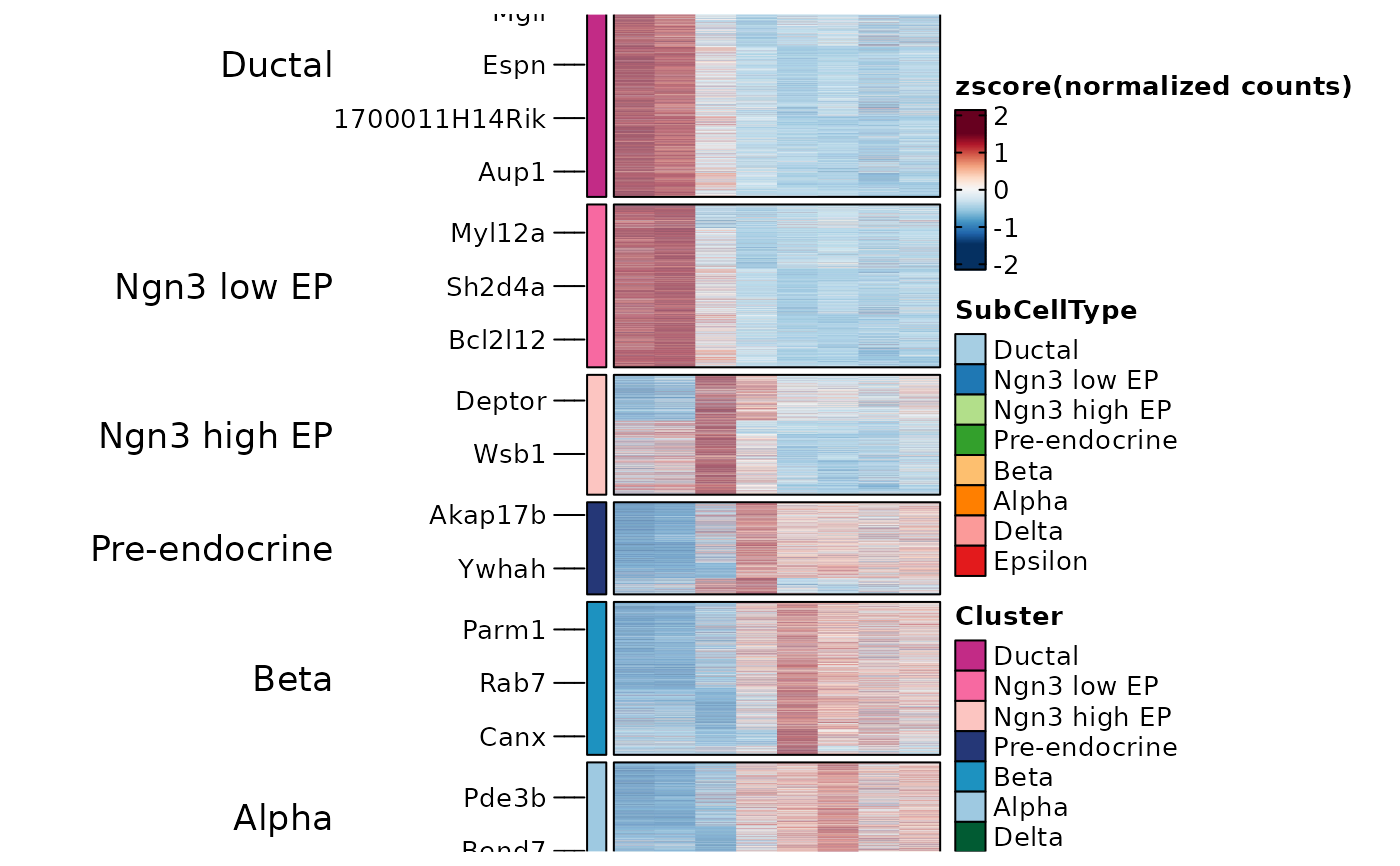 Ductal
Espn
1700011H14Rik
Aup1
Ngn3 low EP
Myl12a
Sh2d4a
Bcl2l12
Ngn3 high EP
Deptor
Wsb1
Pre-endocrine
Akap17b
Ywhah
Beta
Parm1
Rab7
Canx
Alpha
Pde3b
zscore(normalized counts)
2
1
0
-1
-2
SubCellType
Ductal
Ngn3 low EP
Ngn3 high EP
Pre-endocrine
Beta
Alpha
Delta
Epsilon
Cluster
Ductal
Ngn3 low EP
Ngn3 high EP
Pre-endocrine
Beta
Alpha
Delta